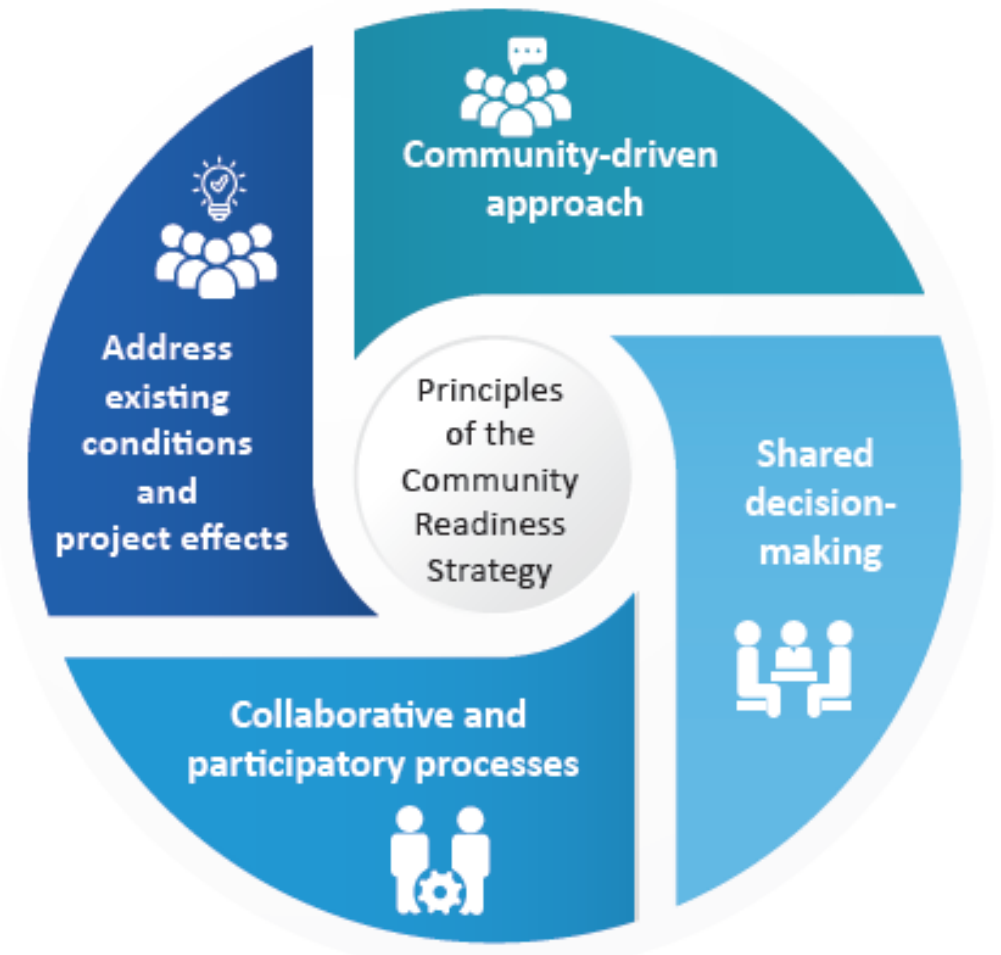 Community-driven
approach
Address
existing
conditions
and
project effects
Principles
of the
Community
Readiness
Strategy
Shared
decision-
making
Collaborative and
participatory processes